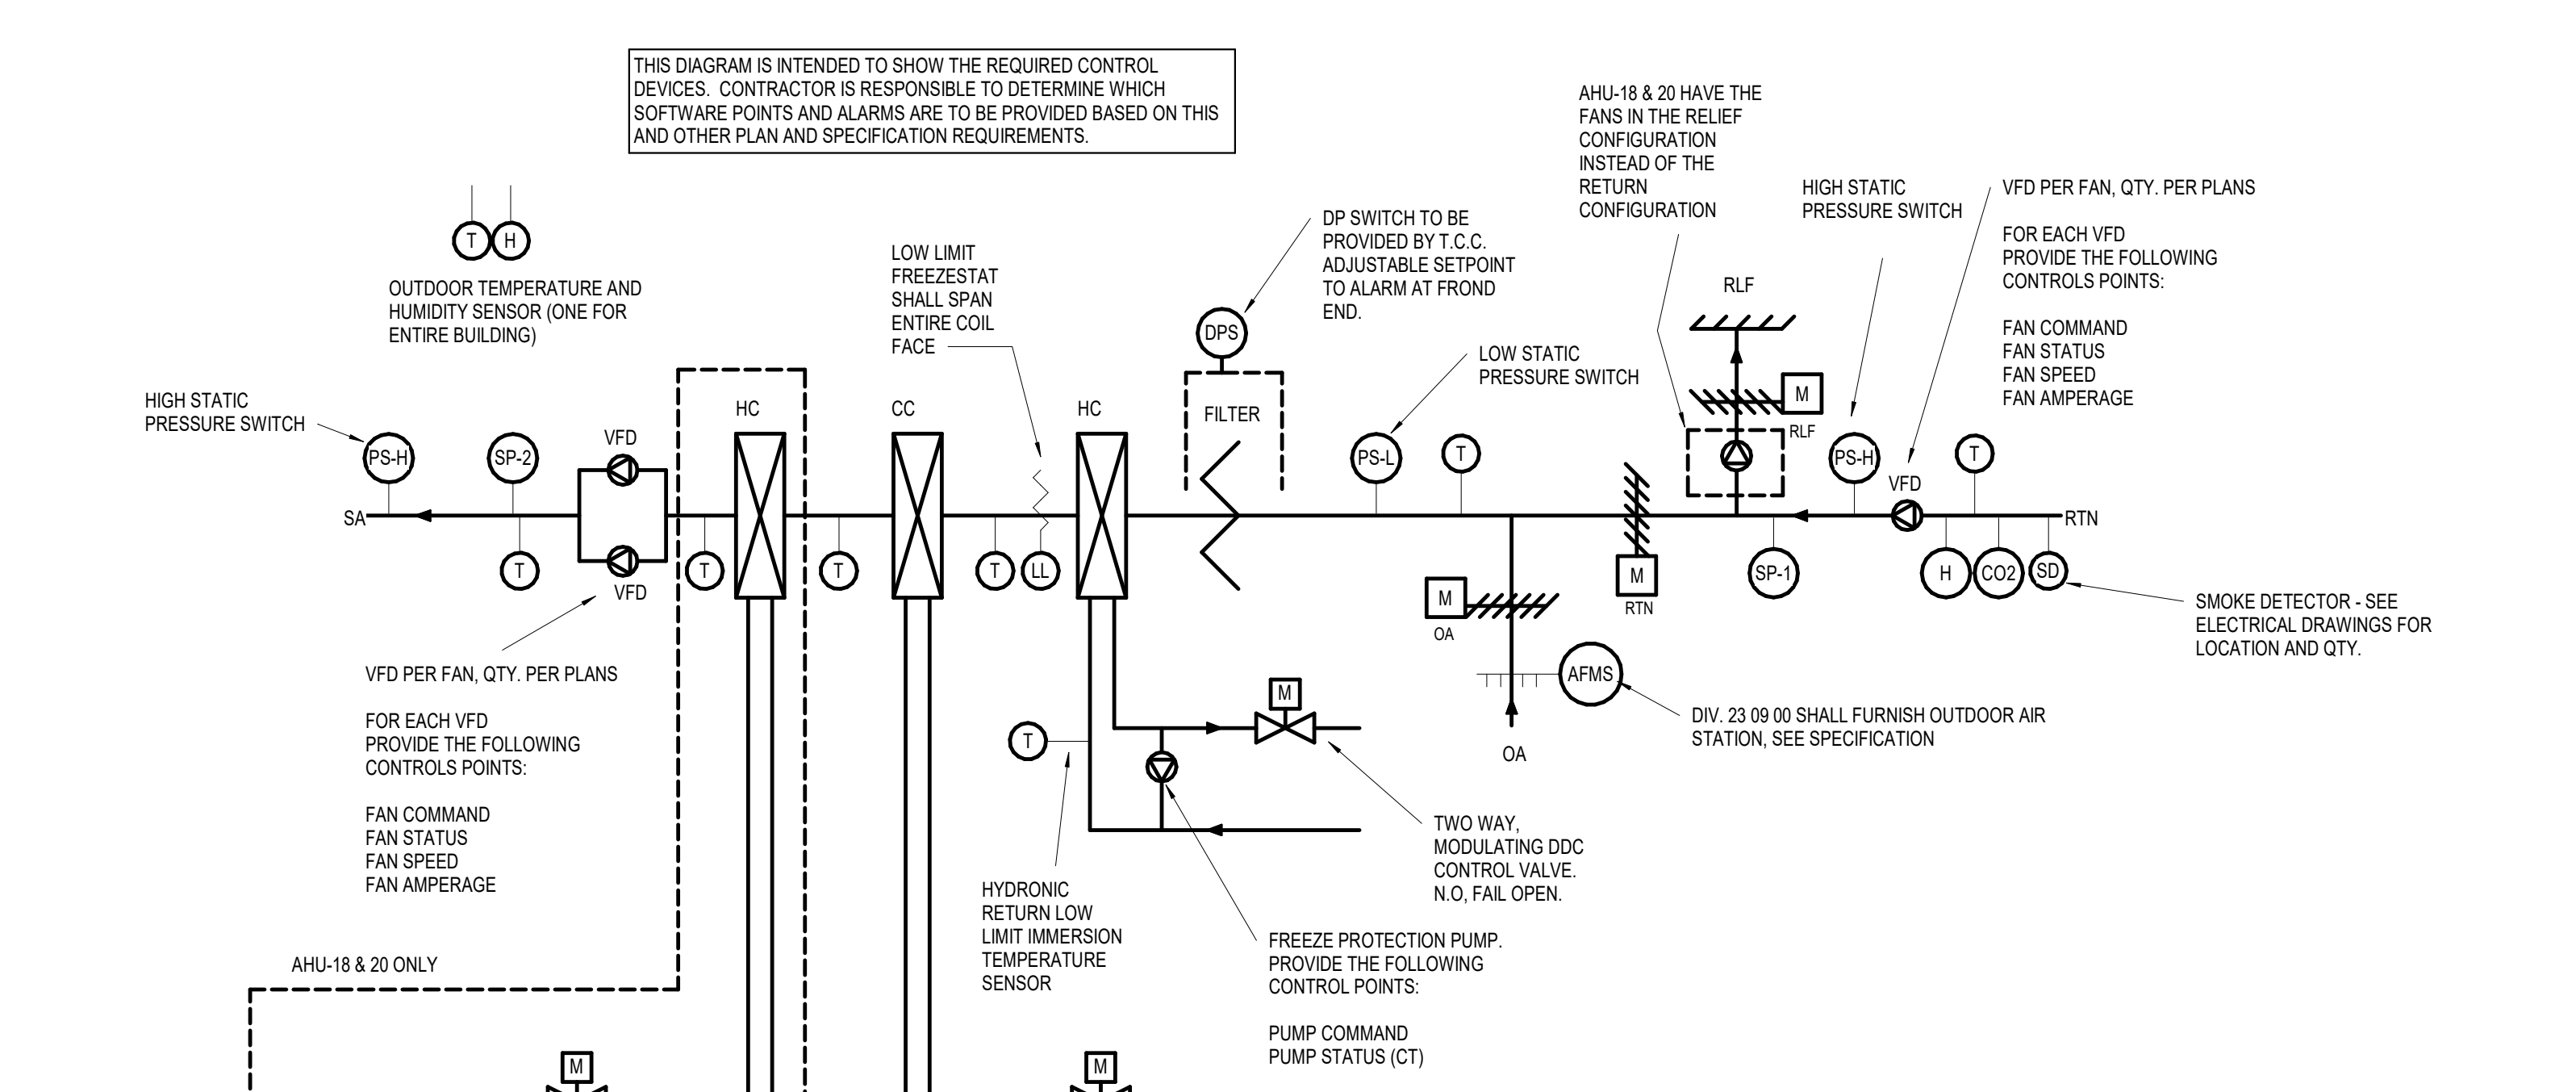 THIS DIAGRAM IS INTENDED TO SHOW THE REQUIRED CONTROL
DEVICES.  CONTRACTOR IS RESPONSIBLE TO DETERMINE WHICH
SOFTWARE POINTS AND ALARMS ARE TO BE PROVIDED BASED ON THIS
AND OTHER PLAN AND SPECIFICATION REQUIREMENTS.
T
H
OUTDOOR TEMPERATURE AND
HUMIDITY SENSOR (ONE FOR
ENTIRE BUILDING)
LOW LIMIT
FREEZESTAT
SHALL SPAN
ENTIRE COIL
FACE
DP SWITCH TO BE
PROVIDED BY T.C.C.
ADJUSTABLE SETPOINT
TO ALARM AT FROND
END.
AHU-18 & 20 HAVE THE
FANS IN THE RELIEF
CONFIGURATION
INSTEAD OF THE
RETURN
CONFIGURATION
HIGH STATIC
PRESSURE SWITCH
VFD PER FAN, QTY. PER PLANS
FOR EACH VFD
PROVIDE THE FOLLOWING
CONTROLS POINTS:
FAN COMMAND
FAN STATUS
FAN SPEED
FAN AMPERAGE
RLF
DPS
LOW STATIC
PRESSURE SWITCH
M
RLF
HIGH STATIC
PRESSURE SWITCH
HC
CC
HC
FILTER
PS-H
SP-2
VFD
PS-L
T
PS-H
VFD
T
SA
RTN
T
VFD
T
T
T
LL
M
OA
M
RTN
SP-1
H
CO2
SD
SMOKE DETECTOR - SEE
ELECTRICAL DRAWINGS FOR
LOCATION AND QTY.
AFMS
DIV. 23 09 00 SHALL FURNISH OUTDOOR AIR
STATION, SEE SPECIFICATION
OA
VFD PER FAN, QTY. PER PLANS
FOR EACH VFD
PROVIDE THE FOLLOWING
CONTROLS POINTS:
FAN COMMAND
FAN STATUS
FAN SPEED
FAN AMPERAGE
M
T
TWO WAY,
MODULATING DDC
CONTROL VALVE.
N.O, FAIL OPEN.
HYDRONIC
RETURN LOW
LIMIT IMMERSION
TEMPERATURE
SENSOR
FREEZE PROTECTION PUMP.
PROVIDE THE FOLLOWING
CONTROL POINTS:
PUMP COMMAND
PUMP STATUS (CT)
AHU-18 & 20 ONLY
M
M